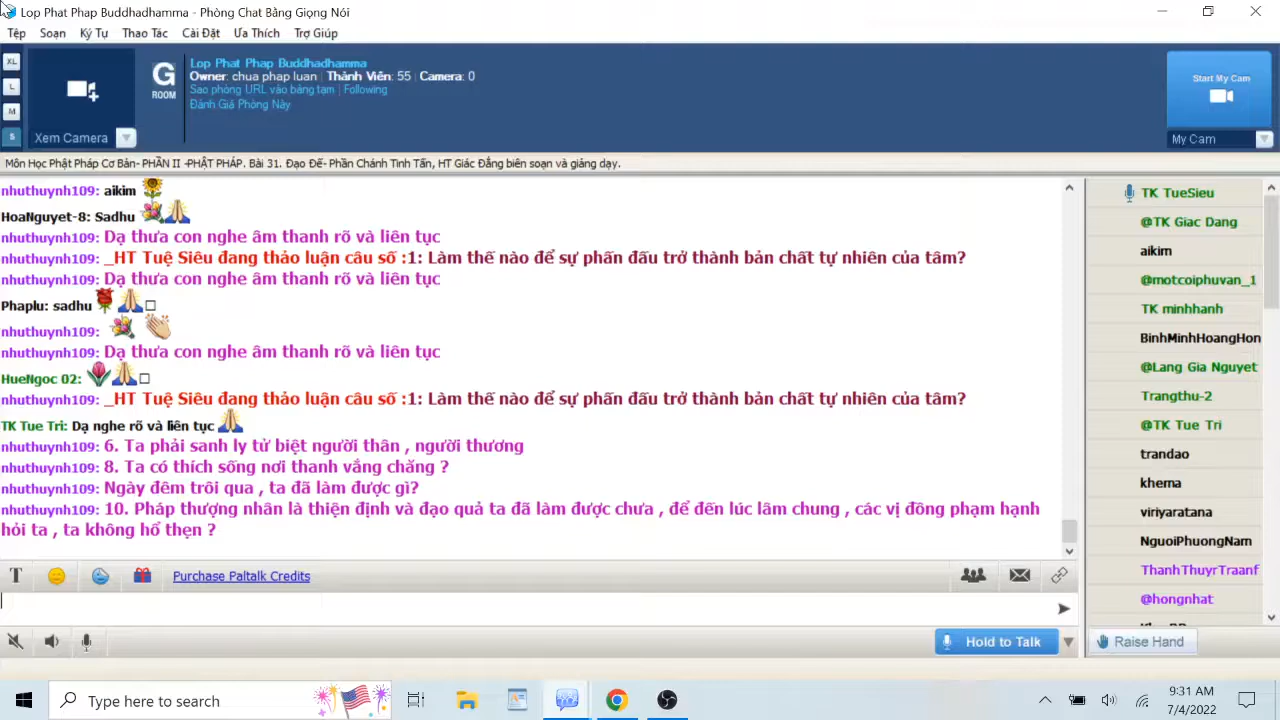 Lop Phat Phap Buddhadhamma - Phòng Chat Bằng Giọng Nói
Tệp Soạn Ký Tự Thao Tác Cài Đặt Ưa Thích Trợ Giúp
XL
L
M
S
Xem Camera
G
ROOM
Lop Phat Phap Buddhadhamma
Owner: chua phap luan | Thành Viên: 55 | Camera: 0
Sao phòng URL vào bảng tạm | Following
Đánh Giá Phòng Này
Start My Cam
My Cam
Môn Học Phật Pháp Cơ Bản- PHẦN II -PHẬT PHÁP. Bài 31. Đạo Đế- Phần Chánh Tinh Tấn, HT Giác Đẳng biên soạn và giảng dạy.
nhuthuynh109: aikim
HoaNguyet-8: Sadhu
nhuthuynh109: Dạ thưa con nghe âm thanh rõ và liên tục
nhuthuynh109: _HT Tuệ Siêu đang thảo luận câu số :1: Làm thế nào để sự phấn đấu trở thành bản chất tự nhiên của tâm?
nhuthuynh109: Dạ thưa con nghe âm thanh rõ và liên tục
Phaplu: sadhu
nhuthuynh109:
nhuthuynh109: Dạ thưa con nghe âm thanh rõ và liên tục
HueNgoc 02:
nhuthuynh109: _HT Tuệ Siêu đang thảo luận câu số :1: Làm thế nào để sự phấn đấu trở thành bản chất tự nhiên của tâm?
TK Tue Tri: Dạ nghe rõ và liên tục
nhuthuynh109: 6. Ta phải sanh ly tử biệt người thân , người thương
nhuthuynh109: 8. Ta có thích sống nơi thanh vắng chăng ?
nhuthuynh109: Ngày đêm trôi qua , ta đã làm được gì?
nhuthuynh109: 10. Pháp thượng nhân là thiện định và đạo quả ta đã làm được chưa , để đến lúc lâm chung , các vị đồng phạm hạnh
hỏi ta , ta không hổ thẹn ?
TK TueSieu
@TK Giac Dang
aikim
@motcoiphuvan_1
TK minhhanh
BinhMinhHoangHon
@Lang Gia Nguyet
Trangthu-2
@TK Tue Tri
trandao
khema
viriyaratana
NguoiPhuongNam
ThanhThuyrTraanf
@hongnhat
T
Purchase Paltalk Credits
Hold to Talk
Raise Hand
Type here to search
9:31 AM
7/4/2022